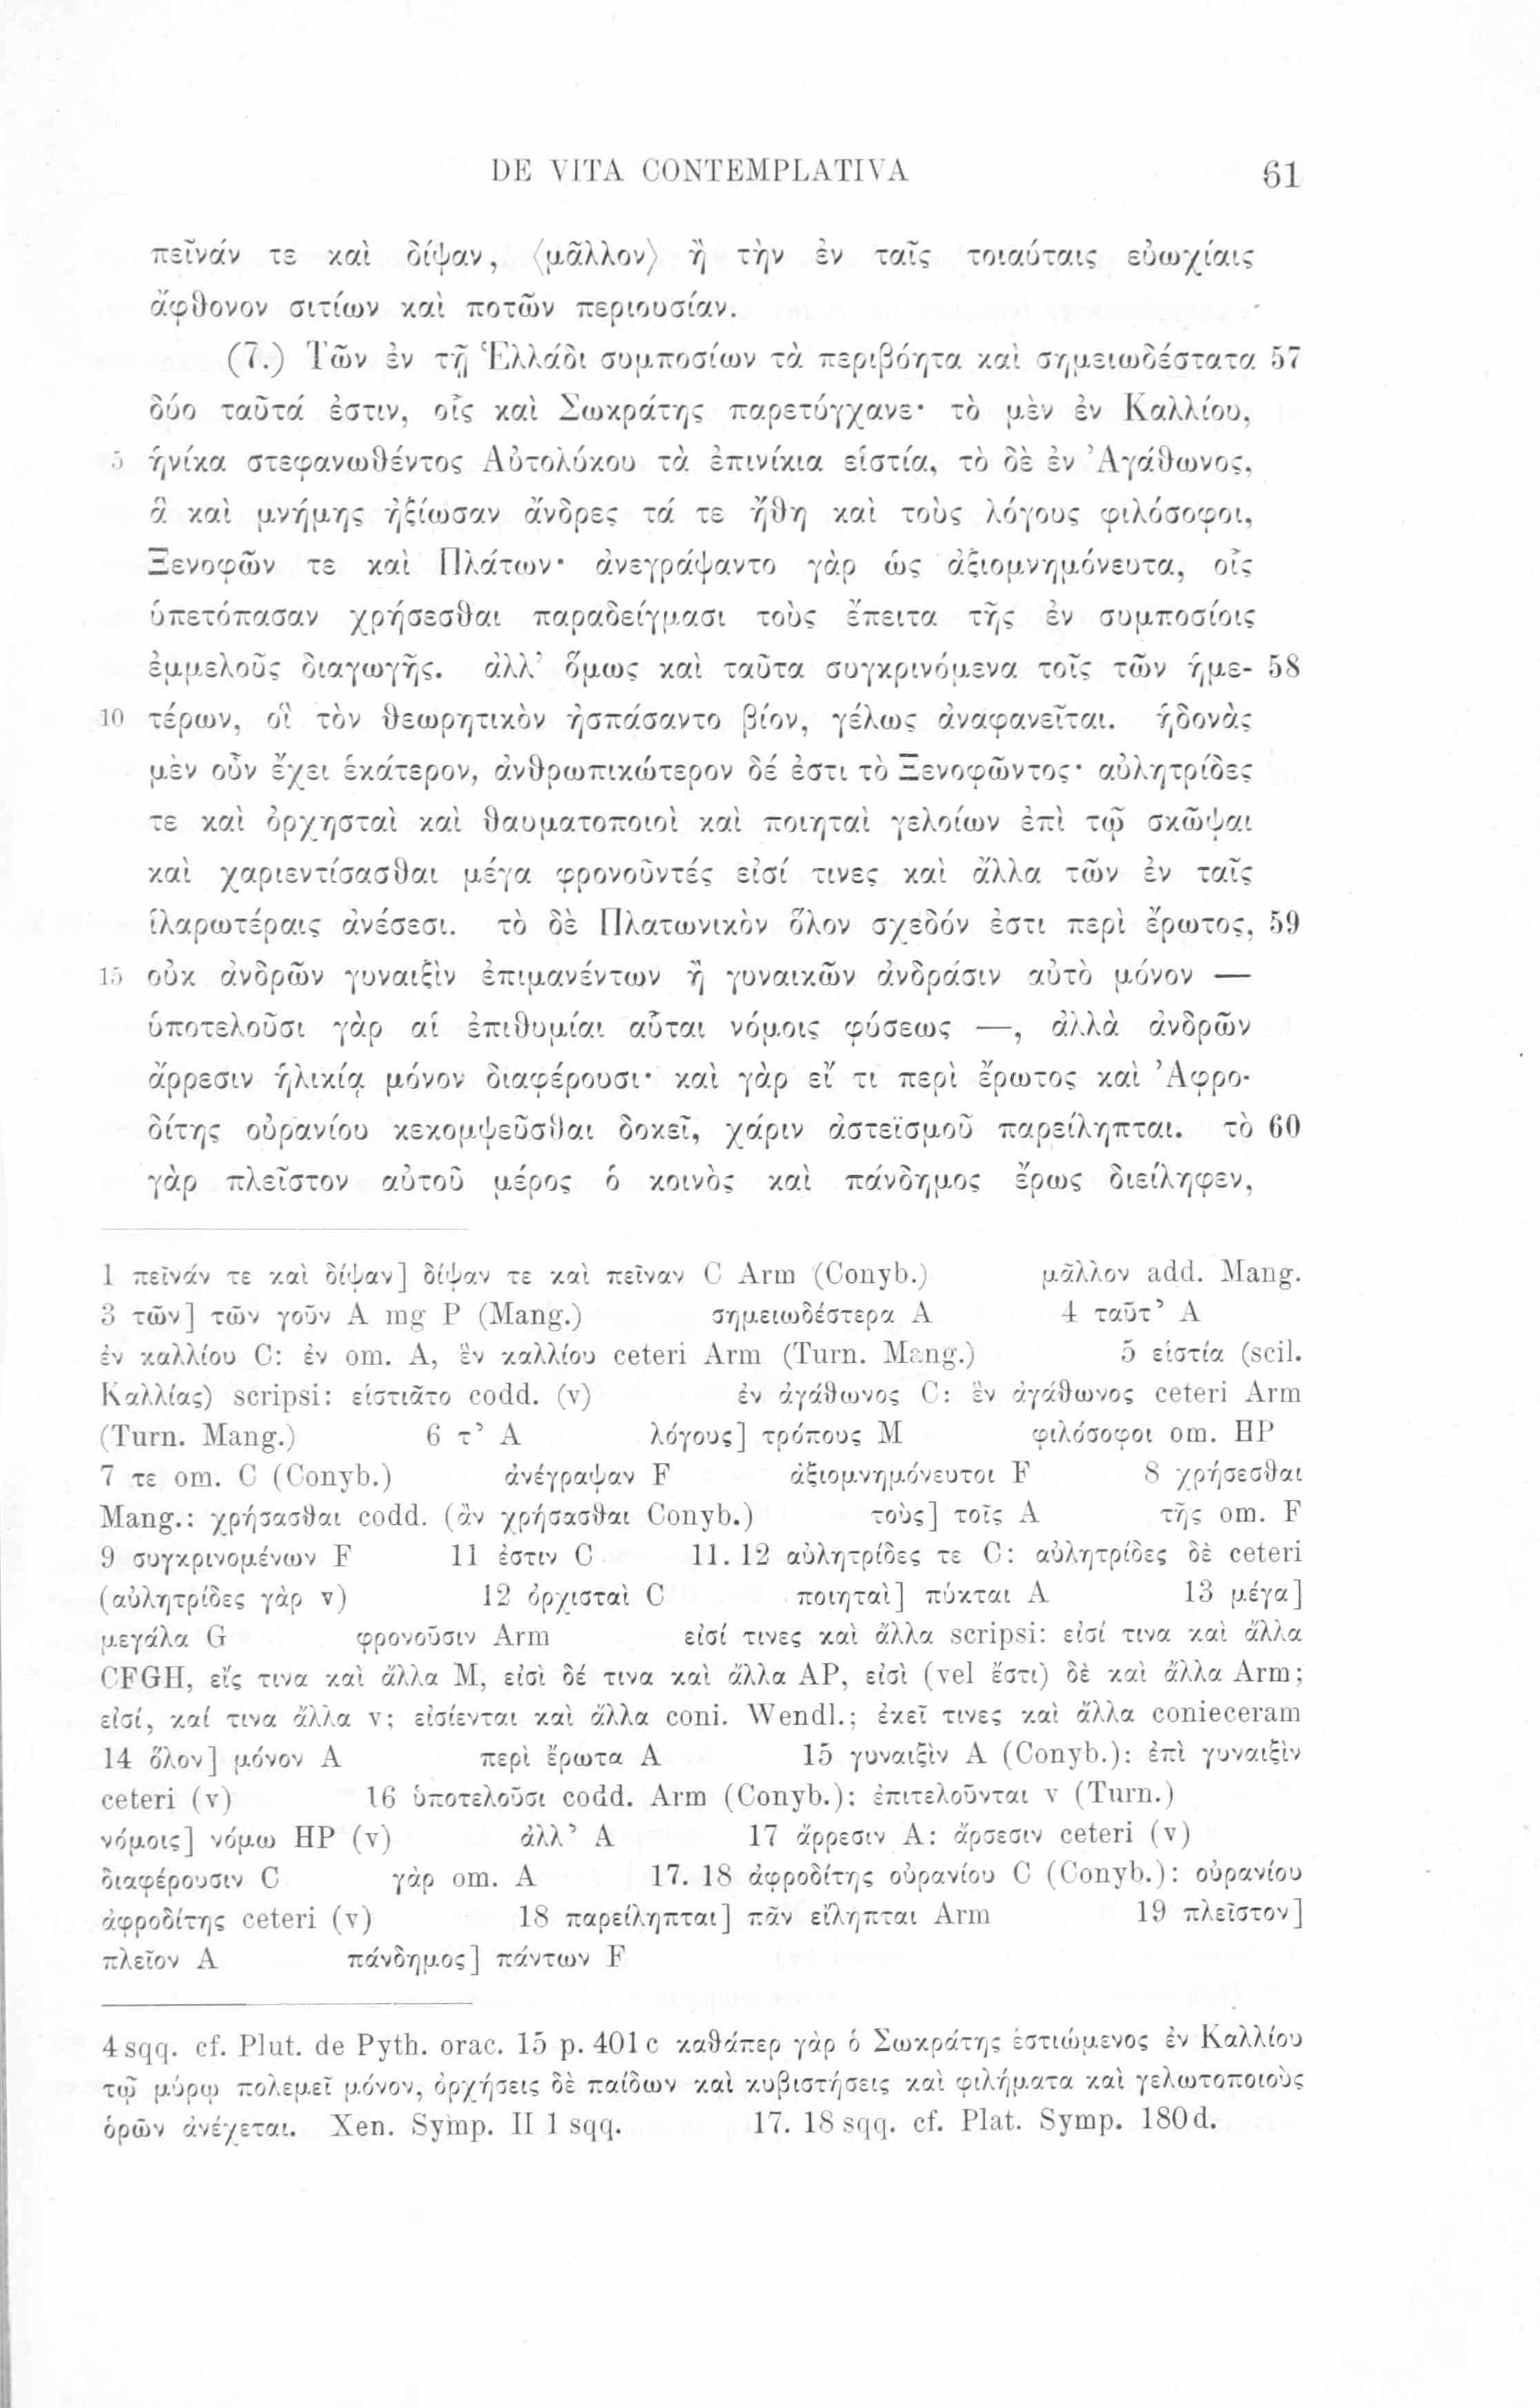 DE VITA CONTEMPLATIVA 61
πεῖνάν τε καὶ δίψαν, ⟨μᾶλλον⟩ ἢ τὴν ἐν ταῖς τοιαύταις εὐωχίαις
ἄφθονον σιτίων καὶ ποτῶν περιουσίαν.
(7.) Τῶν ἐν τῇ Ἑλλάδι συμποσίων τὰ περιβόητα καὶ σημειωδέστατα 57
δύο ταῦτά ἐστιν, οἷς καὶ Σωκράτης παρετύγχανε· τὸ μὲν ἐν Καλλίου,
5 ἡνίκα στεφανωθέντος Αὐτολύκου τὰ ἐπινίκια εἱστία, τὸ δὲ ἐν Ἀγάθωνος,
ἃ καὶ μνήμης ἠξίωσαν ἄνδρες τά τε ἤθη καὶ τοὺς λόγους φιλόσοφοι,
Ξενοφῶν τε καὶ Πλάτων· ἀνεγράψαντο γὰρ ὡς ἀξιομνημόνευτα, οἷς
ὑπετόπασαν χρήσεσθαι παραδείγμασι τοὺς ἔπειτα τῆς ἐν συμποσίοις
ἐμμελοῦς διαγωγῆς. ἀλλ’ ὅμως καὶ ταῦτα συγκρινόμενα τοῖς τῶν ἡμε- 58
10 τέρων, οἳ τὸν θεωρητικὸν ἠσπάσαντο βίον, γέλως ἀναφανεῖται. ἡδονὰς
μὲν οὖν ἔχει ἑκάτερον, ἀνθρωπικώτερον δέ ἐστι τὸ Ξενοφῶντος· αὐλητρίδες
τε καὶ ὀρχησταὶ καὶ θαυματοποιοὶ καὶ ποιηταὶ γελοίων ἐπὶ τῷ σκῶψαι
καὶ χαριεντίσασθαι μέγα φρονοῦντές εἰσί τινες καὶ ἄλλα τῶν ἐν ταῖς
ἱλαρωτέραις ἀνέσεσι. τὸ δὲ Πλατωνικὸν ὅλον σχεδόν ἐστι περὶ ἔρωτος, 59
15 οὐκ ἀνδρῶν γυναιξὶν ἐπιμανέντων ἢ γυναικῶν ἀνδράσιν αὐτὸ μόνον —
ὑποτελοῦσι γὰρ αἱ ἐπιθυμίαι αὗται νόμοις φύσεως —, ἀλλὰ ἀνδρῶν
ἄρρεσιν ἡλικίᾳ μόνον διαφέρουσι· καὶ γὰρ εἴ τι περὶ ἔρωτος καὶ Ἀφρο-
δίτης οὐρανίου κεκομψεῦσθαι δοκεῖ, χάριν ἀστεϊσμοῦ παρείληπται. τὸ 60
γὰρ πλεῖστον αὐτοῦ μέρος ὁ κοινὸς καὶ πάνδημος ἔρως διείληφεν,
1 πεῖνάν τε καὶ δίψαν] δίψαν τε καὶ πεῖναν C Arm (Conyb.) μᾶλλον add. Mang.
3 τῶν] τῶν γοῦν A mg P (Mang.) σημειωδέστερα A 4 ταῦτ’ A
ἐν καλλίου C: ἐν om. A, ἓν καλλίου ceteri Arm (Turn. Mang.) 5 εἱστία (scil.
Καλλίας) scripsi: εἱστιᾶτο codd. (v) ἐν ἀγάθωνος C: ἓν ἀγάθωνος ceteri Arm
(Turn. Mang.) 6 τ’ A λόγους] τρόπους M φιλόσοφοι om. HP
7 τε om. C (Conyb.) ἀνέγραψαν F ἀξιομνημόνευτοι F 8 χρήσεσθαι
Mang.: χρήσασθαι codd. (ἂν χρήσασθαι Conyb.) τοὺς] τοῖς A τῆς om. F
9 συγκρινομένων F 11 ἐστιν C 11. 12 αὐλητρίδες τε C: αὐλητρίδες δὲ ceteri
(αὐλητρίδες γὰρ v) 12 ὀρχισταὶ C ποιηταὶ] πύκται A 13 μέγα]
μεγάλα G φρονοῦσιν Arm εἰσί τινες καὶ ἄλλα scripsi: εἰσί τινα καὶ ἄλλα
CFGH, εἴς τινα καὶ ἄλλα M, εἰσὶ δέ τινα καὶ ἄλλα AP, εἰσὶ (vel ἔστι) δὲ καὶ ἄλλα Arm;
εἰσί, καί τινα ἄλλα v; εἰσίενται καὶ ἄλλα coni. Wendl.; ἐκεῖ τινες καὶ ἄλλα conieceram
14 ὅλον] μόνον A περὶ ἔρωτα A 15 γυναιξὶν A (Conyb.): ἐπὶ γυναιξὶν
ceteri (v) 16 ὑποτελοῦσι codd. Arm (Conyb.): ἐπιτελοῦνται v (Turn.)
νόμοις] νόμω HP (v) ἀλλ’ A 17 ἄρρεσιν A: ἄρσεσιν ceteri (v)
διαφέρουσιν C γὰρ om. A 17. 18 ἀφροδίτης οὐρανίου C (Conyb.): οὐρανίου
ἀφροδίτης ceteri (v) 18 παρείληπται] πᾶν εἴληπται Arm 19 πλεῖστον]
πλεῖον A πάνδημος] πάντων F
4 sqq. cf. Plut. de Pyth. orac. 15 p. 401 c καθάπερ γὰρ ὁ Σωκράτης ἑστιώμενος ἐν Καλλίου
τῷ μύρῳ πολεμεῖ μόνον, ὀρχήσεις δὲ παίδων καὶ κυβιστήσεις καὶ φιλήματα καὶ γελωτοποιοὺς
ὁρῶν ἀνέχεται. Xen. Symp. II 1 sqq. 17. 18 sqq. cf. Plat. Symp. 180 d.